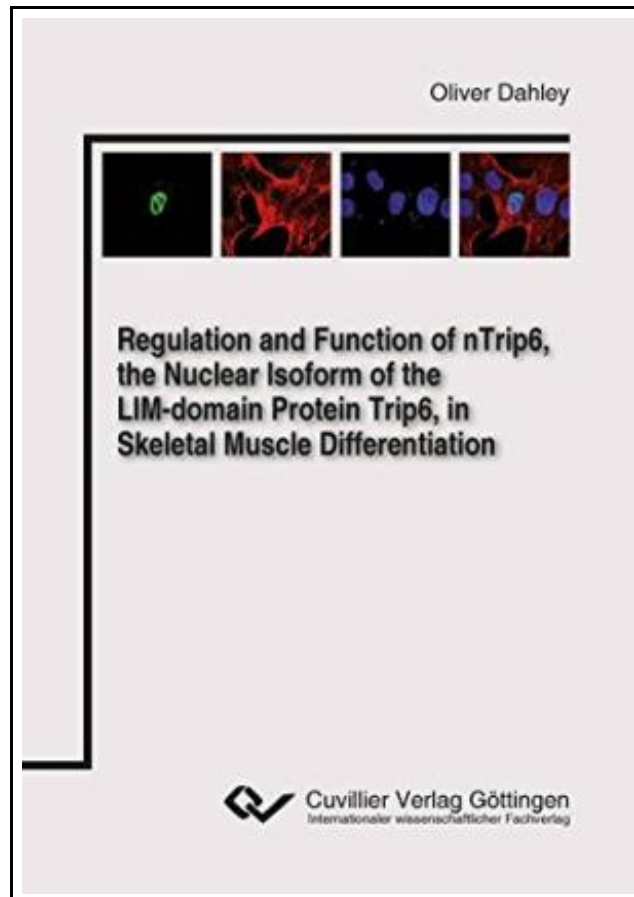 Oliver Dahley
Regulation and Function of nTrip6,
the Nuclear Isoform of the
LIM-domain Protein Trip6, in
Skeletal Muscle Differentiation
Cuvillier Verlag Göttingen
Internationaler wissenschaftlicher Fachverlag